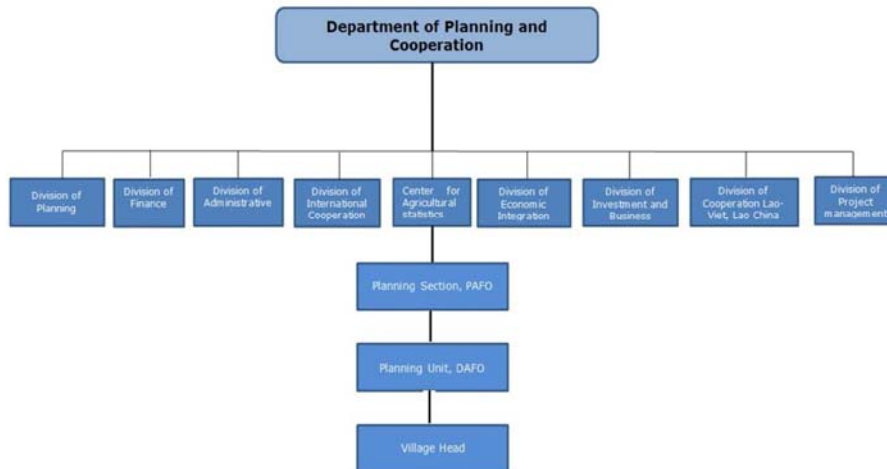 Department of Planning and
Cooperation
Division of
Planning
Division of
Finance
Division of
Administrative
Division of
International
Cooperation
Center for
Agricultural
statistics
Division of
Economic
Integration
Division of
Investment and
Business
Division of
Cooperation Lao-
Viet, Lao China
Division of
Project
management
Planning Section, PAFO
Planning Unit, DAFO
Village Head